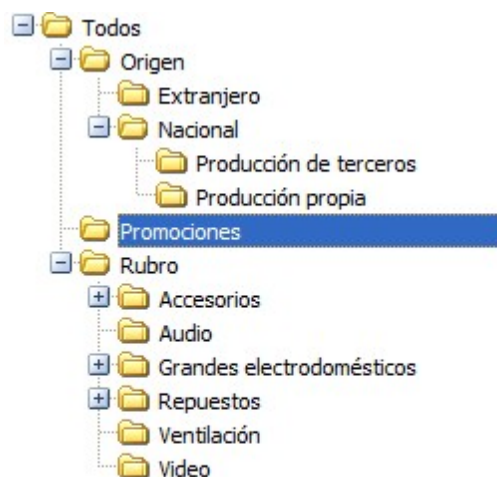 Todos
Origen
Extranjero
Nacional
Producción de terceros
Producción propia
Promociones
Rubro
Accesorios
Audio
Grandes electrodomésticos
Repuestos
Ventilación
Video